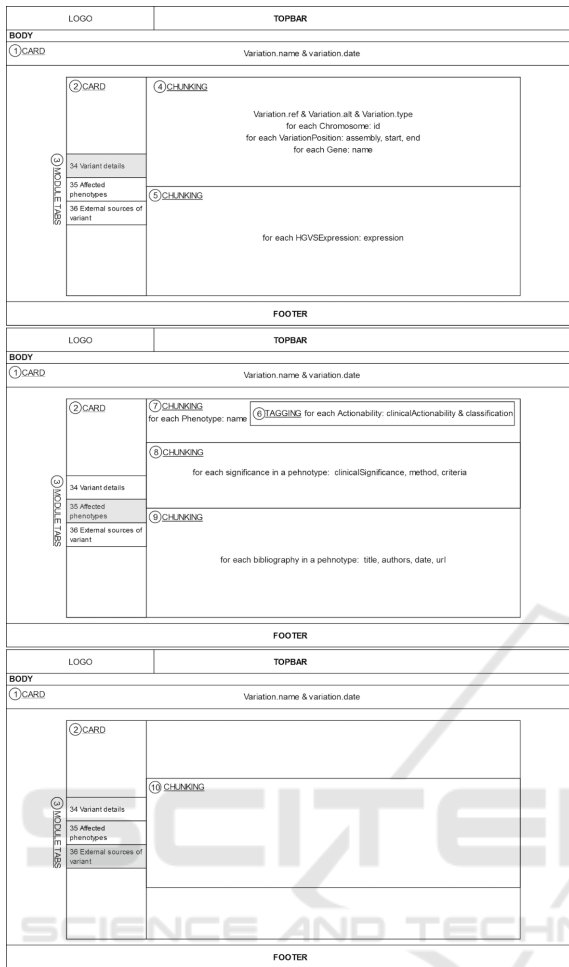 LOGO TOPBAR
BODY
1 CARD Variation.name & variation.date
2 CARD 4 CHUNKING
Variation.ref & Variation.alt & Variation.type
for each Chromosome: id
for each VariationPosition: assembly, start, end
for each Gene: name
3 MODULE TABS
34 Variant details
35 Affected
phenotypes
36 External sources of
variant
5 CHUNKING
for each HGVSExpression: expression
FOOTER
LOGO TOPBAR
BODY
1 CARD Variation.name & variation.date
2 CARD 7 CHUNKING
for each Phenotype: name
6 TAGGING for each Actionability: clinicalActionability & classification
8 CHUNKING
for each significance in a pehnotype: clinicalSignificance, method, criteria
3 MODULE TABS
34 Variant details
35 Affected
phenotypes
36 External sources of
variant
9 CHUNKING
for each bibliography in a pehnotype: title, authors, date, url
FOOTER
LOGO TOPBAR
BODY
1 CARD Variation.name & variation.date
2 CARD
10 CHUNKING
3 MODULE TABS
34 Variant details
35 Affected
phenotypes
36 External sources of
variant
FOOTER
SCITE
SCIENCE AND TECHN